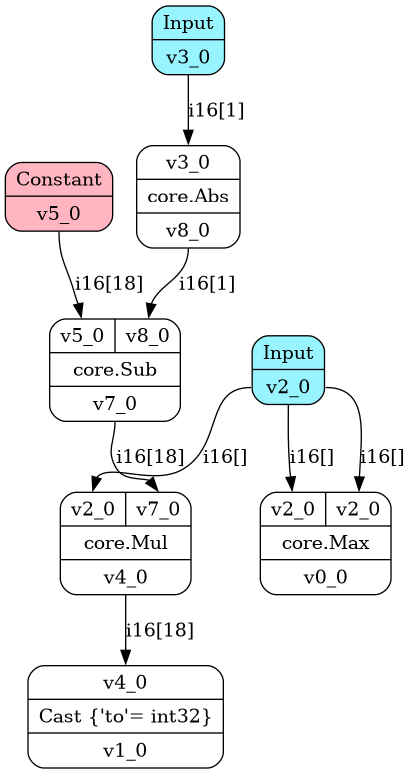 Input
v3_0
i16[1]
v3_0
core.Abs
v8_0
Constant
v5_0
i16[18]
i16[1]
v5_0 v8_0
core.Sub
v7_0
Input
v2_0
i16[18]
i16[]
i16[]
i16[]
v2_0 v7_0
core.Mul
v4_0
v2_0 v2_0
core.Max
v0_0
i16[18]
v4_0
Cast {'to'= int32}
v1_0